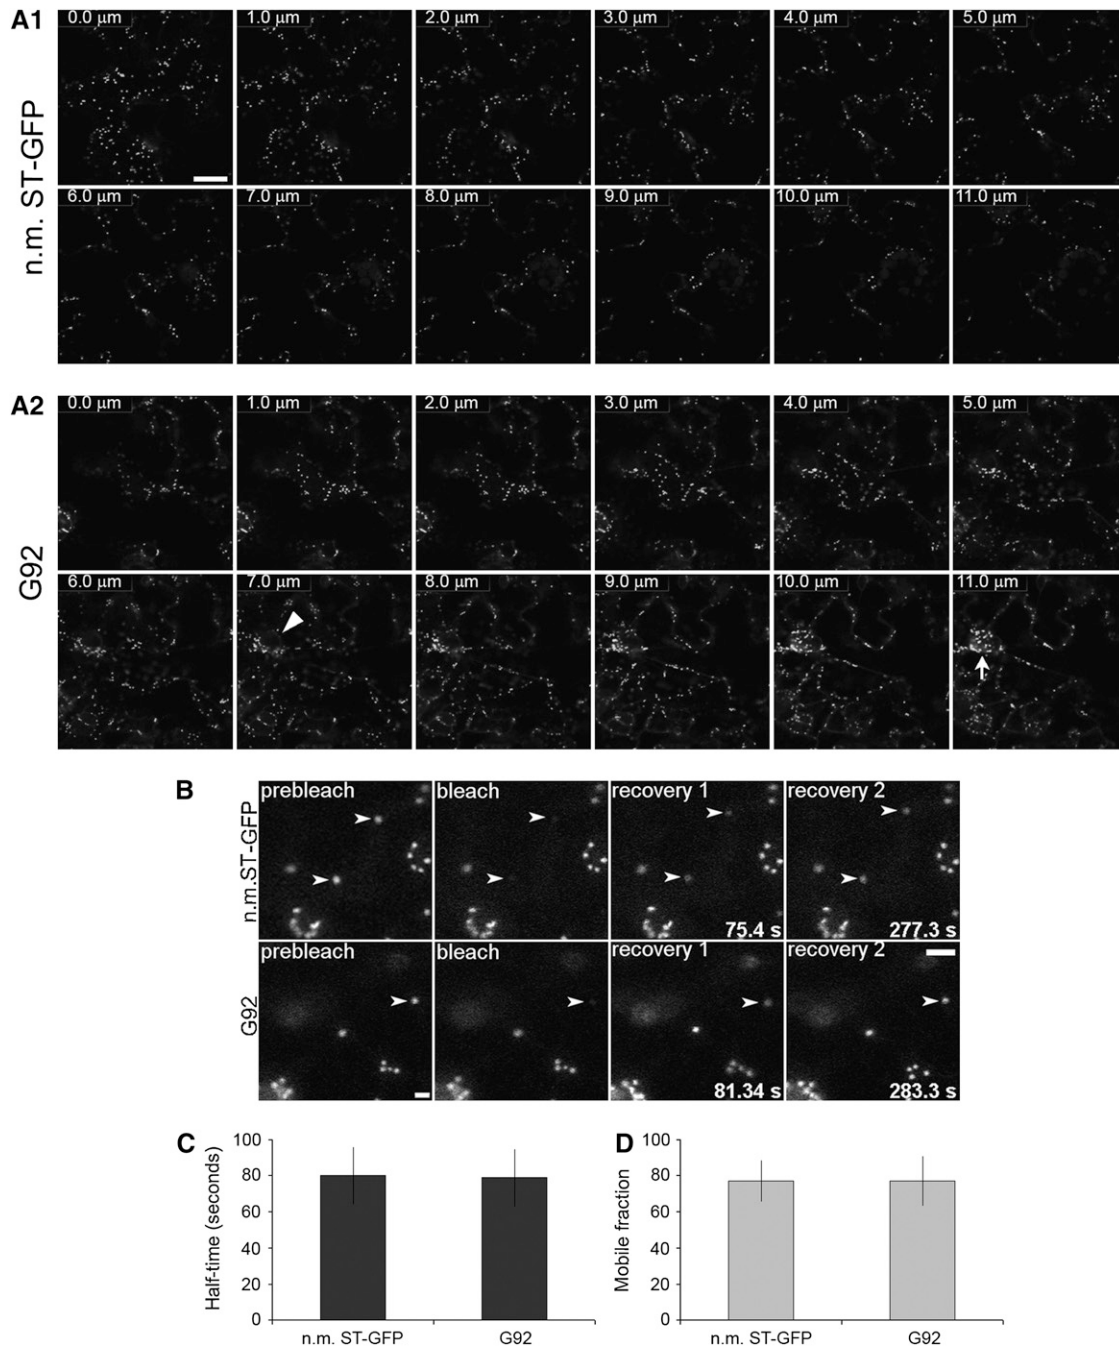 A1
n.m. ST-GFP
0.0 μm 1.0 μm 2.0 μm 3.0 μm 4.0 μm 5.0 μm
6.0 μm 7.0 μm 8.0 μm 9.0 μm 10.0 μm 11.0 μm
A2
G92
0.0 μm 1.0 μm 2.0 μm 3.0 μm 4.0 μm 5.0 μm
6.0 μm 7.0 μm 8.0 μm 9.0 μm 10.0 μm 11.0 μm
B
n.m.ST-GFP
prebleach bleach recovery 1 recovery 2
75.4 s 277.3 s
G92
prebleach bleach recovery 1 recovery 2
81.34 s 283.3 s
C
Half-time (seconds)
100
80
60
40
20
0
n.m. ST-GFP G92
D
Mobile fraction
100
80
60
40
20
0
n.m. ST-GFP G92